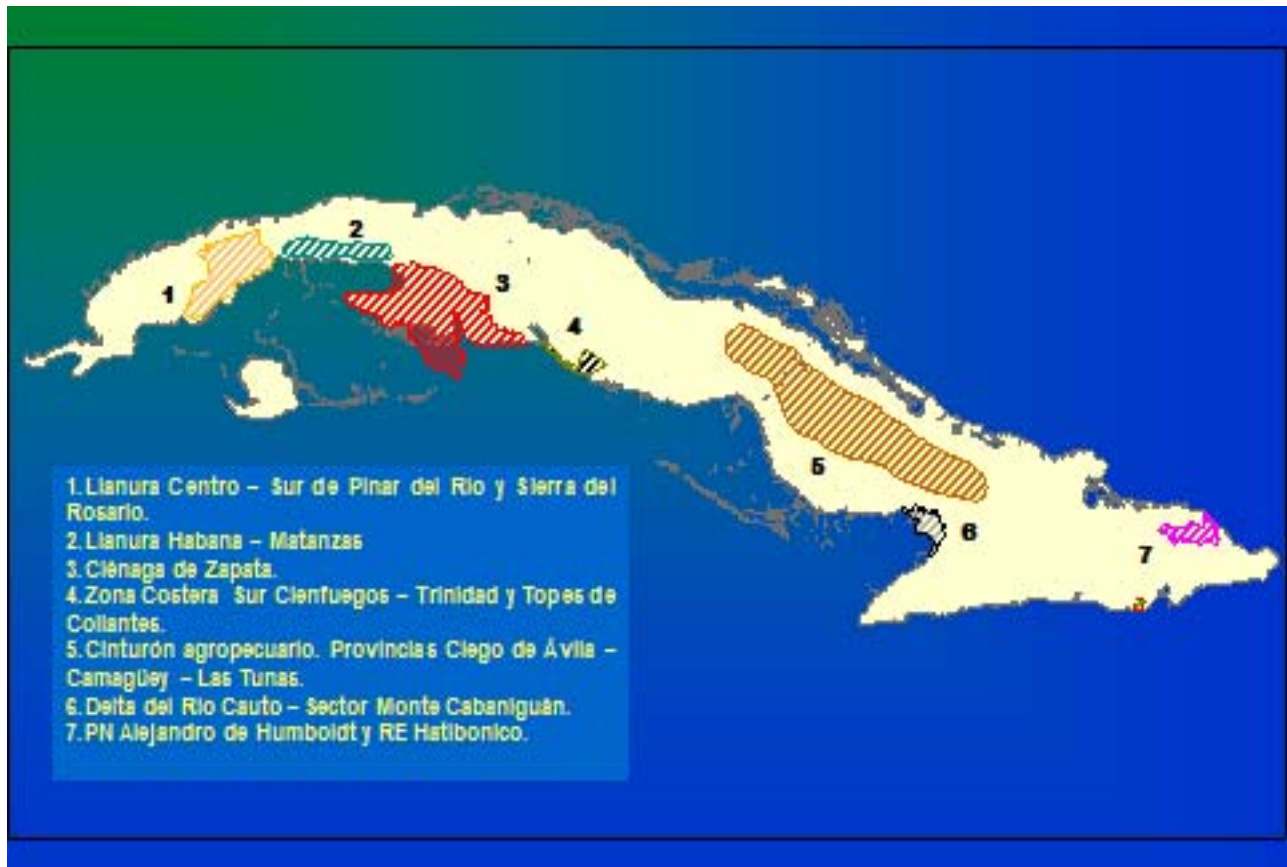 2
3
1
4
5
6
7
1.Llanura Centro – Sur de Pinar del Rio y Sierra del
Rosario.
2.Llanura Habana – Matanzas
3.Ciénaga de Zapata.
4.Zona Costera Sur Cienfuegos – Trinidad y Topes de
Collantes.
5.Cinturón agropecuario. Provincias Ciego de Ávila –
Camagüey – Las Tunas.
6.Delta del Rio Cauto – Sector Monte Cabaniguán.
7.PN Alejandro de Humboldt y RE Hatibonico.